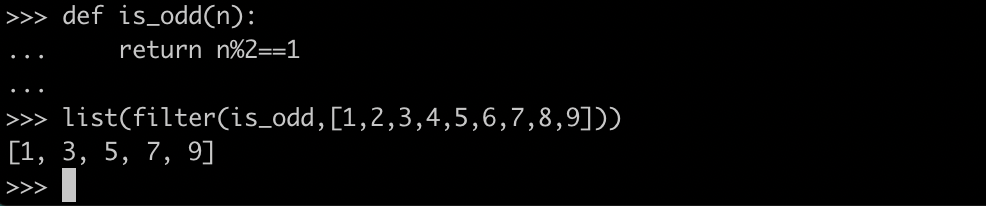 >>> def is_odd(n):
...     return n%2==1
...
>>> list(filter(is_odd,[1,2,3,4,5,6,7,8,9]))
[1, 3, 5, 7, 9]
>>>